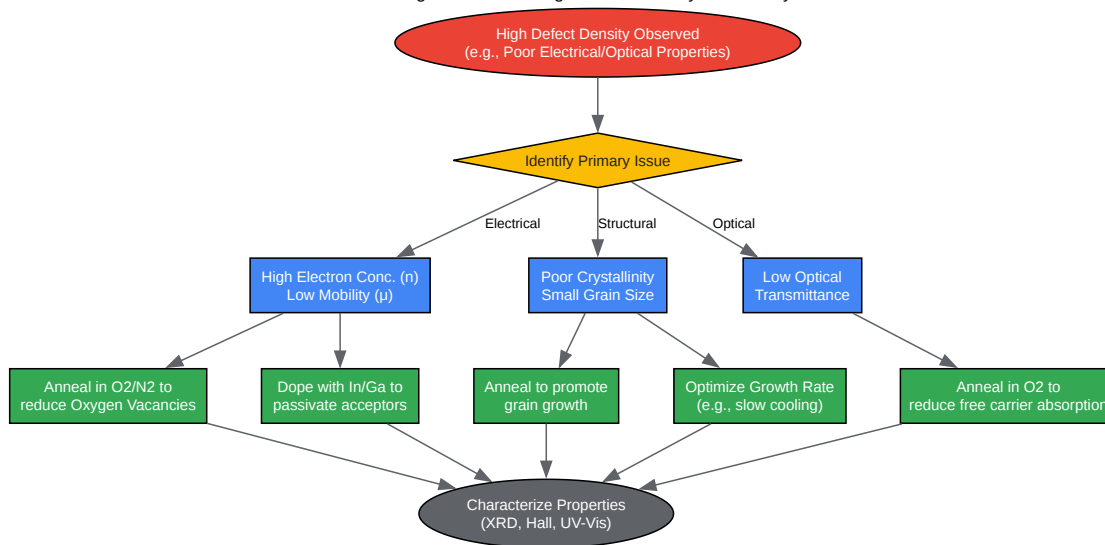 High Defect Density Observed
(e.g., Poor Electrical/Optical Properties)
Identify Primary Issue
Electrical
Structural
Optical
High Electron Conc. (n)
Low Mobility (μ)
Poor Crystallinity
Small Grain Size
Low Optical
Transmittance
Anneal in O2/N2 to
reduce Oxygen Vacancies
Dope with In/Ga to
passivate acceptors
Anneal to promote
grain growth
Optimize Growth Rate
(e.g., slow cooling)
Anneal in O2 to
reduce free carrier absorption
Characterize Properties
(XRD, Hall, UV-Vis)